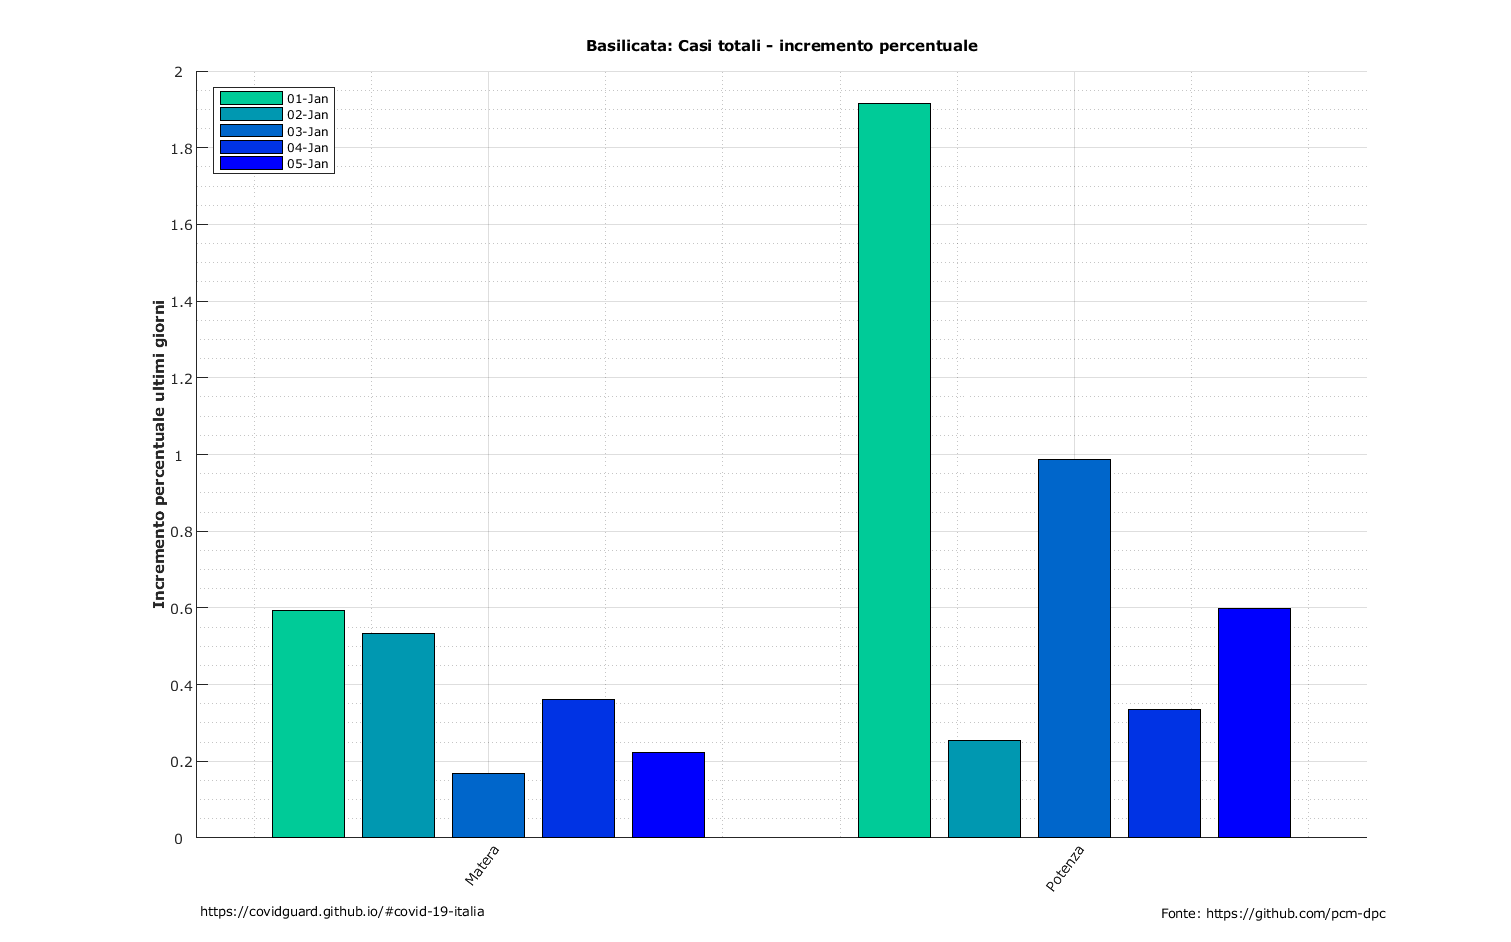 Basilicata: Casi totali - incremento percentuale
01-Jan
02-Jan
03-Jan
04-Jan
05-Jan
Incremento percentuale ultimi giorni
2
1.8
1.6
1.4
1.2
1
0.8
0.6
0.4
0.2
0
Matera
Potenza
https://covidguard.github.io/#covid-19-italia
Fonte: https://github.com/pcm-dpc